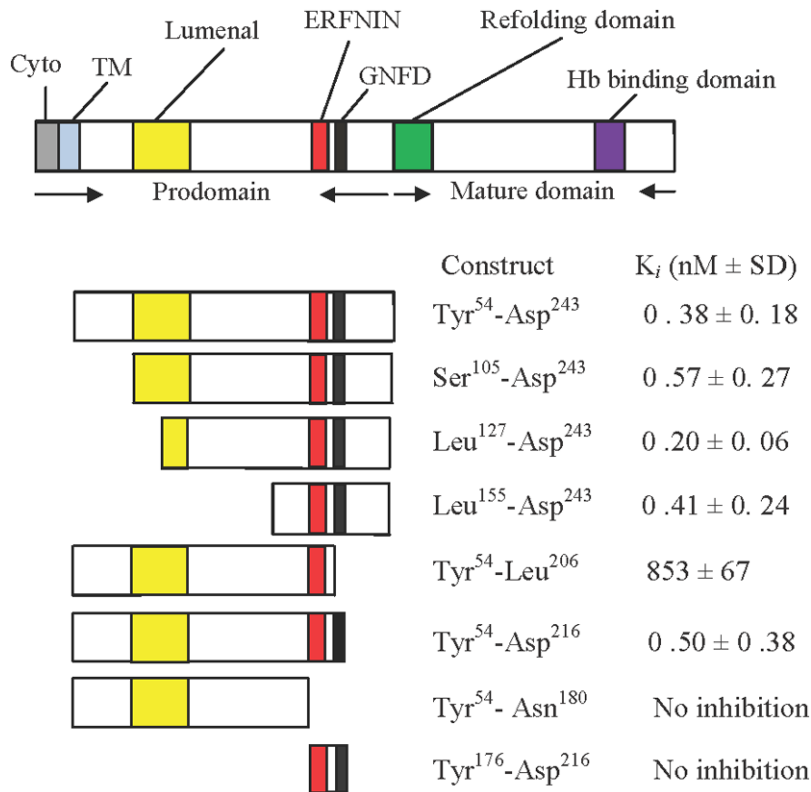 Lumenal ERFNIN Refolding domain
Cyto TM GNFD Hb binding domain
Prodomain Mature domain
Construct K𝑖 (nM ± SD)
Tyr⁵⁴-Asp²⁴³ 0 . 38 ± 0. 18
Ser¹⁰⁵-Asp²⁴³ 0 .57 ± 0. 27
Leu¹²⁷-Asp²⁴³ 0 .20 ± 0. 06
Leu¹⁵⁵-Asp²⁴³ 0 .41 ± 0. 24
Tyr⁵⁴-Leu²⁰⁶ 853 ± 67
Tyr⁵⁴-Asp²¹⁶ 0 .50 ± 0 .38
Tyr⁵⁴- Asn¹⁸⁰ No inhibition
Tyr¹⁷⁶-Asp²¹⁶ No inhibition